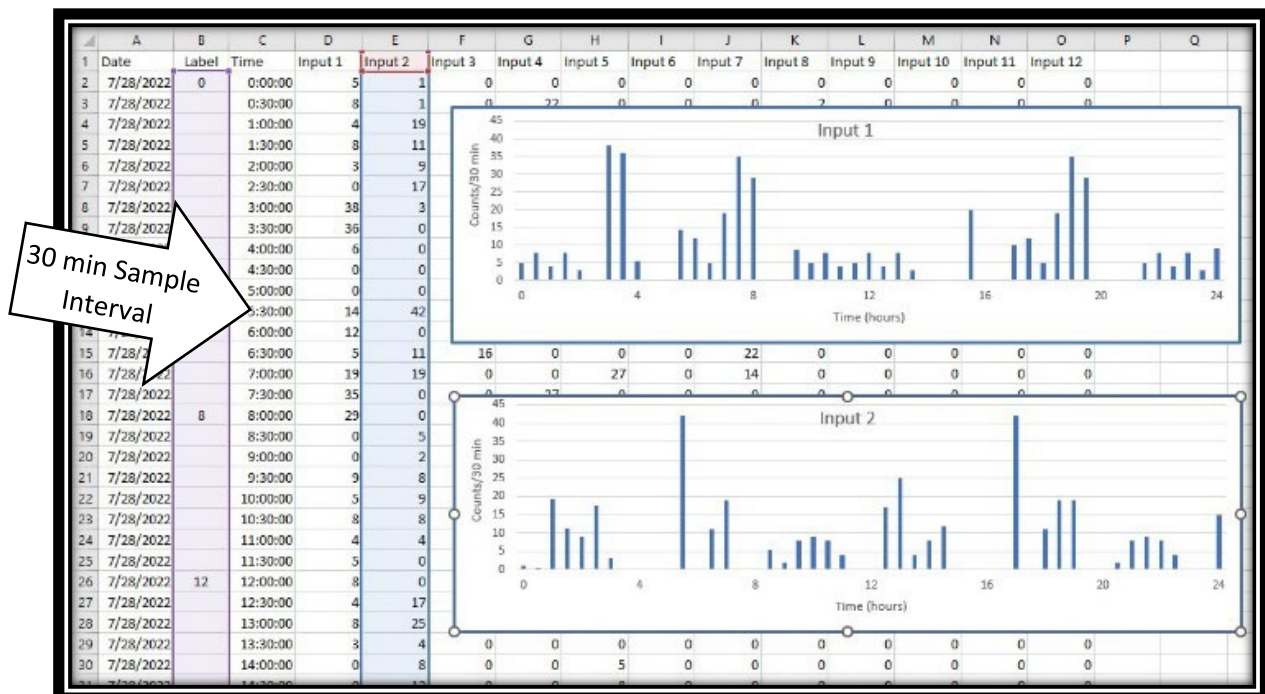 A B C D E F G H I J K L M N O P Q
1 Date Label Time Input 1 Input 2 Input 3 Input 4 Input 5 Input 6 Input 7 Input 8 Input 9 Input 10 Input 11 Input 12
2 7/28/2022 0 0:00:00 5 1 0 0 0 0 0 0 0 0 0 0
3 7/28/2022 0:30:00 8 1 0 22 0 0 0 2 0 0 0 0
4 7/28/2022 1:00:00 4 19
5 7/28/2022 1:30:00 8 11
6 7/28/2022 2:00:00 3 9
7 7/28/2022 2:30:00 0 17
8 7/28/2022 3:00:00 38 3
9 3:30:00 36 0
4:00:00 6 0
4:30:00 0 0
5:00:00 0 0
5:30:00 14 42
14 6:00:00 12 0
15 6:30:00 5 11 16 0 0 0 22 0 0 0 0 0
16 7:00:00 19 19 0 0 27 0 14 0 0 0 0 0
17 7/28/2022 7:30:00 35 0
18 7/28/2022 8 8:00:00 29 0
19 7/28/2022 8:30:00 0 5
20 7/28/2022 9:00:00 0 2
21 7/28/2022 9:30:00 9 8
22 7/28/2022 10:00:00 5 9
23 7/28/2022 10:30:00 8 8
24 7/28/2022 11:00:00 4 4
25 7/28/2022 11:30:00 5 0
26 7/28/2022 12 12:00:00 8 0
27 7/28/2022 12:30:00 4 17
28 7/28/2022 13:00:00 8 25
29 7/28/2022 13:30:00 3 4 0 0 0 0 0 0 0 0 0 0
30 7/28/2022 14:00:00 0 8 0 0 5 0 0 0 0 0 0 0
30 min Sample
Interval
Input 1
Counts/30 min
45
40
35
30
25
20
15
10
5
0
0 4 8 12 16 20 24
Time (hours)
Input 2
Counts/30 min
45
40
35
30
25
20
15
10
5
0
0 4 8 12 16 20 24
Time (hours)